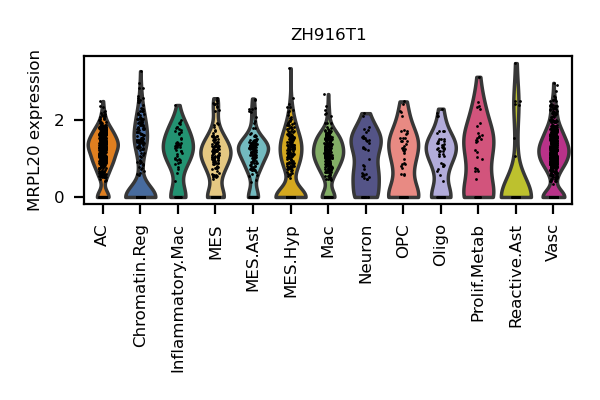 ZH916T1
MRPL20 expression
2
0
AC
Chromatin.Reg
Inflammatory.Mac
MES
MES.Ast
MES.Hyp
Mac
Neuron
OPC
Oligo
Prolif.Metab
Reactive.Ast
Vasc